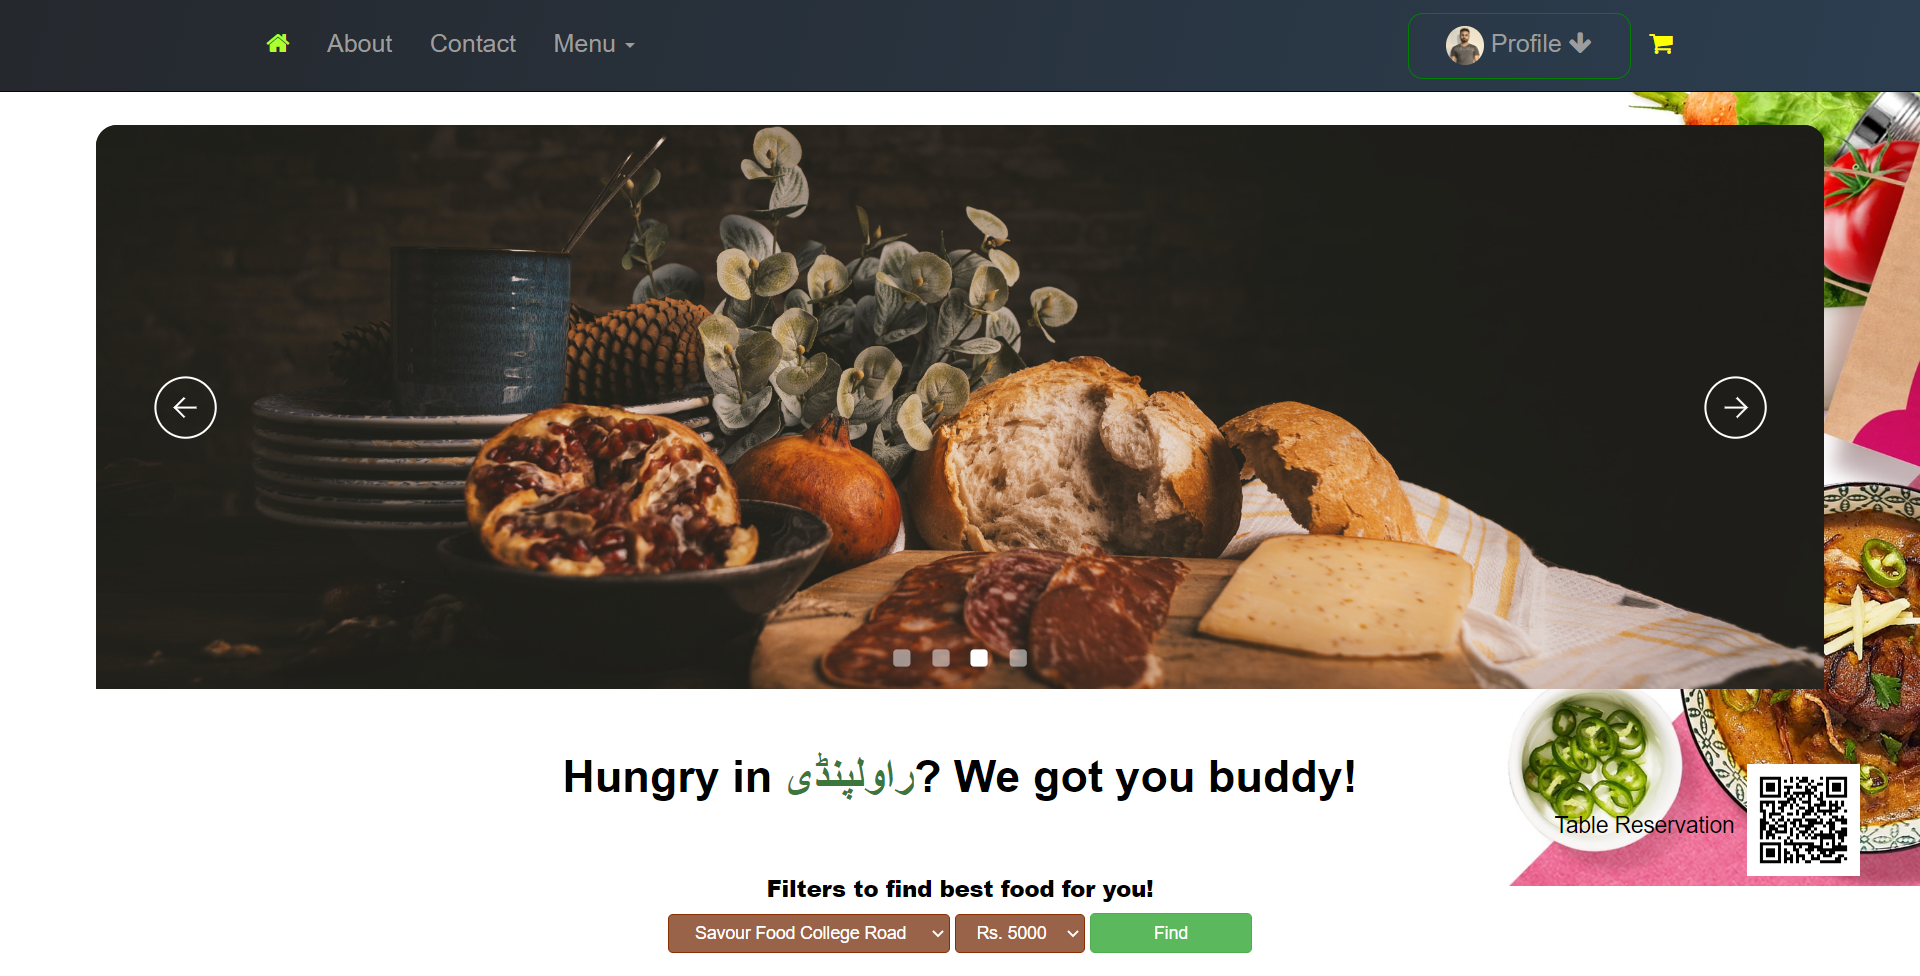 About Contact Menu Profile
Hungry in راولپنڈی? We got you buddy!
Table Reservation
Filters to find best food for you!
Savour Food College Road Rs. 5000 Find